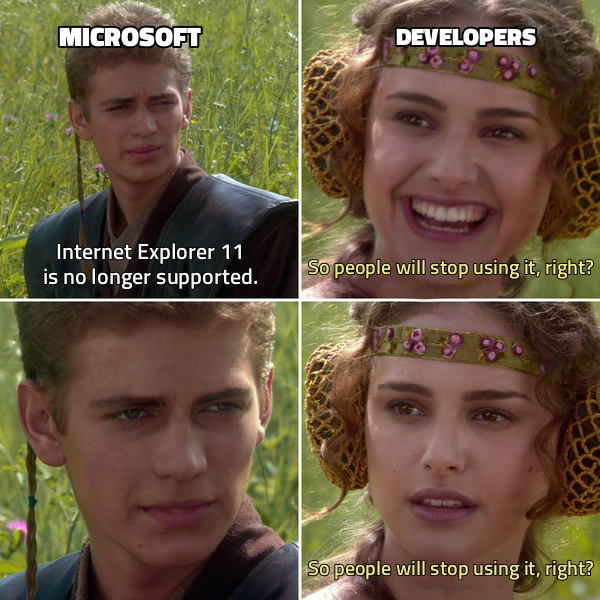 MICROSOFT
DEVELOPERS
Internet Explorer 11
is no longer supported.
So people will stop using it, right?
So people will stop using it, right?